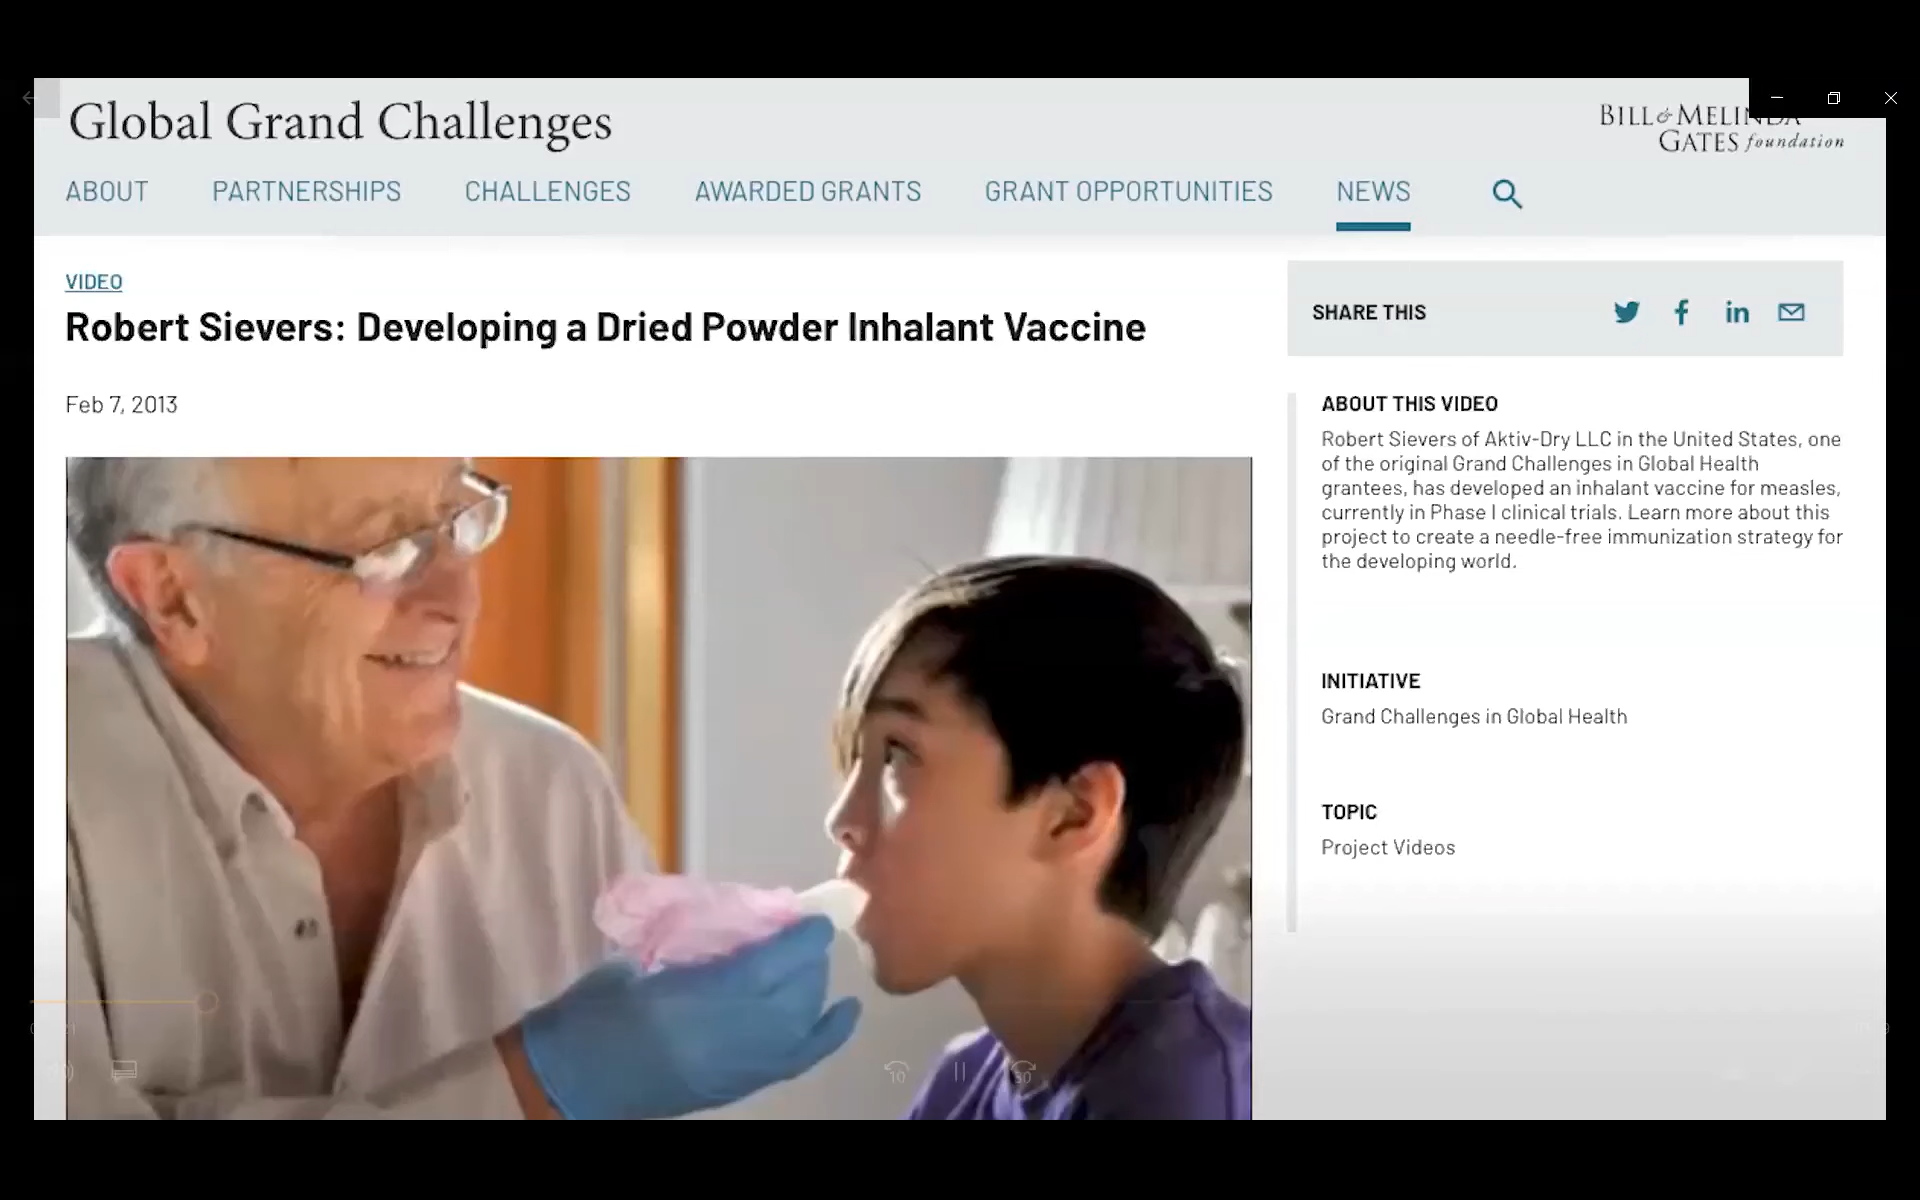 Global Grand Challenges
BILL & MELINDA
GATES foundation
ABOUT PARTNERSHIPS CHALLENGES AWARDED GRANTS GRANT OPPORTUNITIES NEWS
VIDEO
Robert Sievers: Developing a Dried Powder Inhalant Vaccine
Feb 7, 2013
SHARE THIS
ABOUT THIS VIDEO
Robert Sievers of Aktiv-Dry LLC in the United States, one
of the original Grand Challenges in Global Health
grantees, has developed an inhalant vaccine for measles,
currently in Phase I clinical trials. Learn more about this
project to create a needle-free immunization strategy for
the developing world.
INITIATIVE
Grand Challenges in Global Health
TOPIC
Project Videos
10
30